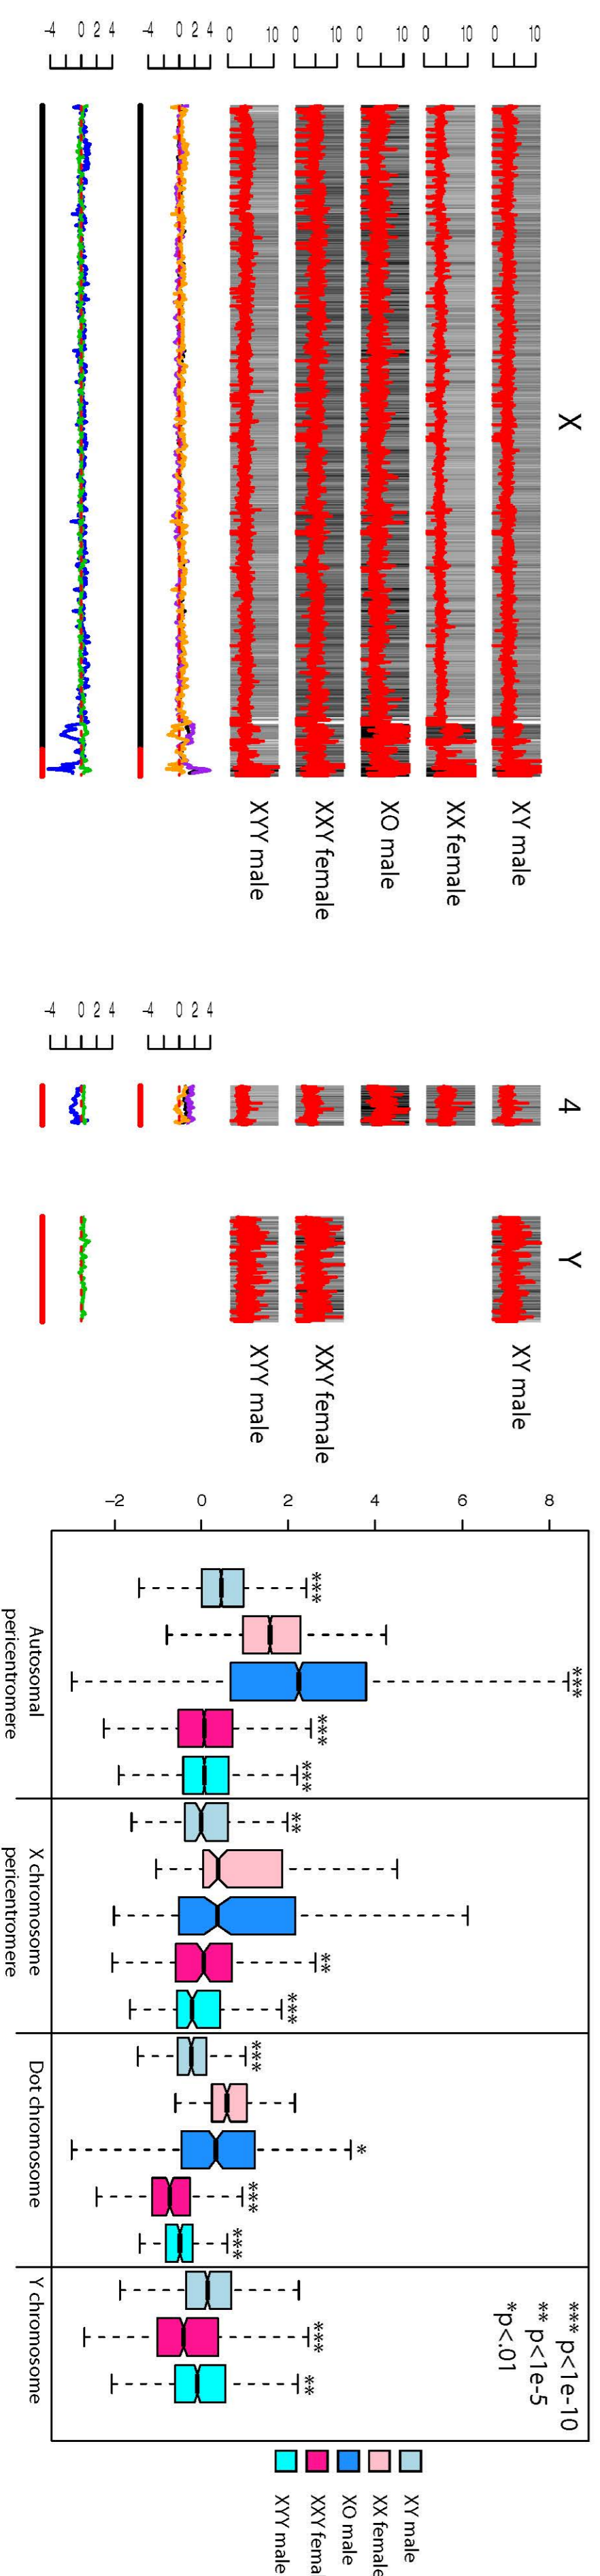 X
4
Y
0 10
XY male
XY male
0 10
XX female
0 10
XO male
0 10
XXY female
XXY female
0 10
XYY male
XYY male
-4 0 2 4
-4 0 2 4
-4 0 2 4
-4 0 2 4
8
6
4
2
0
-2
***
***
***
***
**
**
***
***
*
***
***
***
**
*** p<1e-10
** p<1e-5
*p<.01
Autosomal
pericentromere
X chromosome
pericentromere
Dot chromosome
Y chromosome
XY male
XX female
XO male
XXY fema
XYY male